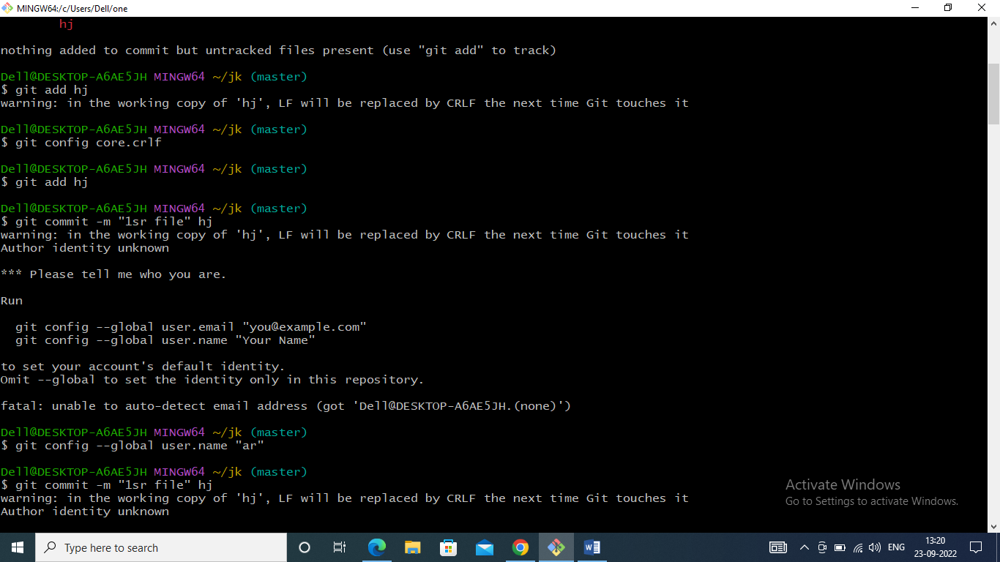 MINGW64:/c/Users/Dell/one
hj
nothing added to commit but untracked files present (use "git add" to track)
Dell@DESKTOP-A6AE5JH MINGW64 ~/jk (master)
$ git add hj
warning: in the working copy of 'hj', LF will be replaced by CRLF the next time Git touches it
Dell@DESKTOP-A6AE5JH MINGW64 ~/jk (master)
$ git config core.crlf
Dell@DESKTOP-A6AE5JH MINGW64 ~/jk (master)
$ git add hj
Dell@DESKTOP-A6AE5JH MINGW64 ~/jk (master)
$ git commit -m "1sr file" hj
warning: in the working copy of 'hj', LF will be replaced by CRLF the next time Git touches it
Author identity unknown
*** Please tell me who you are.
Run
git config --global user.email "you@example.com"
git config --global user.name "Your Name"
to set your account's default identity.
Omit --global to set the identity only in this repository.
fatal: unable to auto-detect email address (got 'Dell@DESKTOP-A6AE5JH.(none)')
Dell@DESKTOP-A6AE5JH MINGW64 ~/jk (master)
$ git config --global user.name "ar"
Dell@DESKTOP-A6AE5JH MINGW64 ~/jk (master)
$ git commit -m "1sr file" hj
warning: in the working copy of 'hj', LF will be replaced by CRLF the next time Git touches it
Author identity unknown
Activate Windows
Go to Settings to activate Windows.
Type here to search
ENG
13:20
23-09-2022